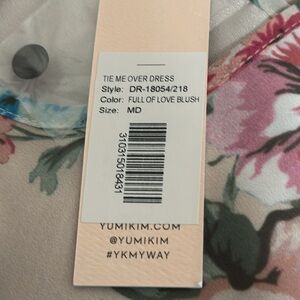 TIE ME OVER DRESS
Style: DR-18054/218
Color: FULL OF LOVE BLUSH
Size: MD
310315018431
YUMIKIM.COM
@YUMIKIM
#YKMYWAY